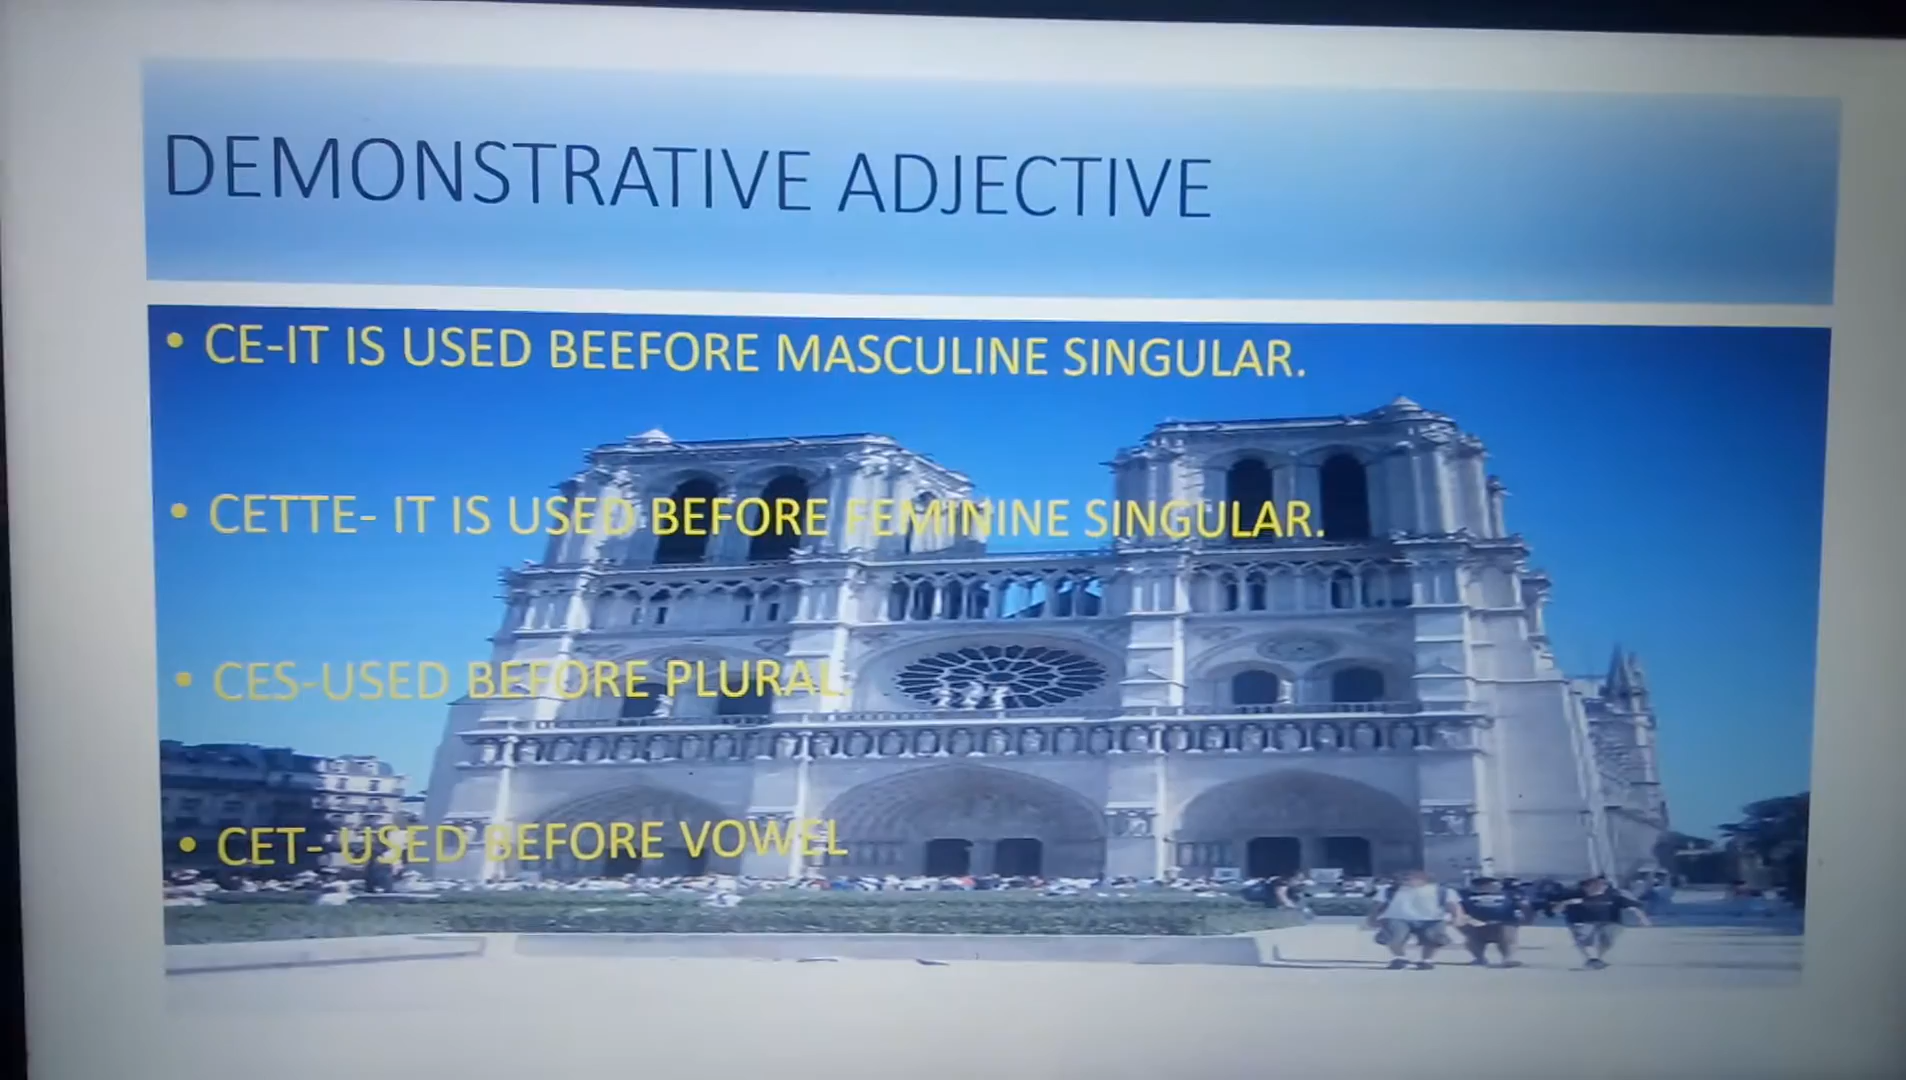 DEMONSTRATIVE ADJECTIVE
• CE-IT IS USED BEEFORE MASCULINE SINGULAR.
• CETTE- IT IS USED BEFORE FEMININE SINGULAR.
• CES-USED BEFORE PLURAL.
• CET- USED BEFORE VOWEL